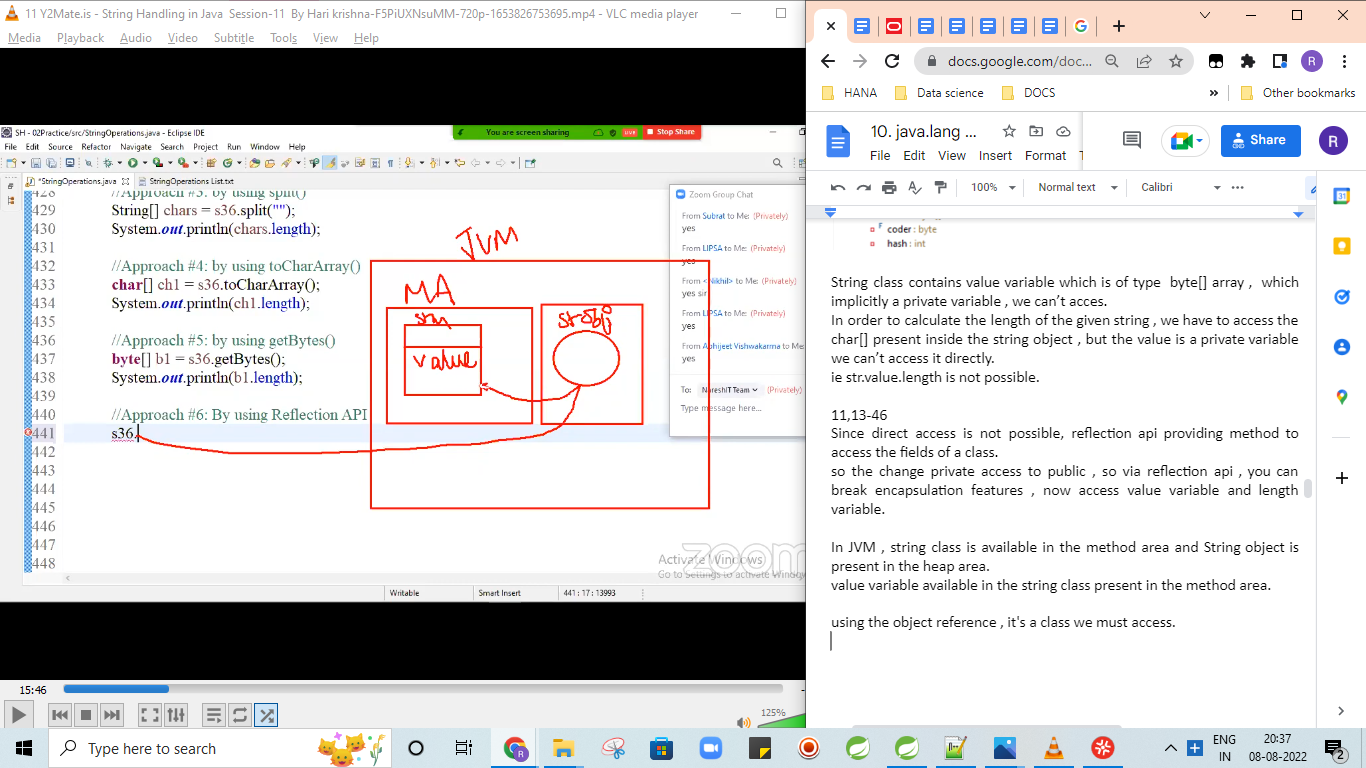 11 Y2Mate.is - String Handling in Java Session-11 By Hari krishna-F5PiUXNsuMM-720p-1653826753695.mp4 - VLC media player
Media Playback Audio Video Subtitle Tools View Help
SH - 02Practice/src/StringOperations.java - Eclipse IDE
You are screen sharing LIVE Stop Share
File Edit Source Refactor Navigate Search Project Run Window Help
*StringOperations.java StringOperations List.txt
428 //Approach #3: by using split()
429 String[] chars = s36.split("");
430 System.out.println(chars.length);
431
432 //Approach #4: by using toCharArray()
433 char[] ch1 = s36.toCharArray();
434 System.out.println(ch1.length);
435
436 //Approach #5: by using getBytes()
437 byte[] b1 = s36.getBytes();
438 System.out.println(b1.length);
439
440 //Approach #6: By using Reflection API
441 s36.
442
443
444
445
446
447
448
JVM
MA
value
Zoom Group Chat
From Subrat to Me: (Privately)
yes
From LIPSA to Me: (Privately)
yes
From <Nikhil> to Me: (Privately)
yes sir
From LIPSA to Me: (Privately)
yes
From Abhijeet Vishwakarma to Me:
yes
To: NareshIT Team (Privately)
Type message here...
Activate Windows
Go to Settings to activate Windows
zoom
Writable Smart Insert 441 : 17 : 13993
15:46
125%
docs.google.com/doc...
R
HANA Data science DOCS » Other bookmarks
10. java.lang ...
File Edit View Insert Format
Share
R
100% Normal text Calibri
coder : byte
hash : int
String class contains value variable which is of type byte[] array , which
implicitly a private variable , we can’t acces.
In order to calculate the length of the given string , we have to access the
char[] present inside the string object , but the value is a private variable
we can’t access it directly.
ie str.value.length is not possible.
11,13-46
Since direct access is not possible, reflection api providing method to
access the fields of a class.
so the change private access to public , so via reflection api , you can
break encapsulation features , now access value variable and length
variable.
In JVM , string class is available in the method area and String object is
present in the heap area.
value variable available in the string class present in the method area.
using the object reference , it's a class we must access.
Type here to search
ENG
IN
20:37
08-08-2022
2